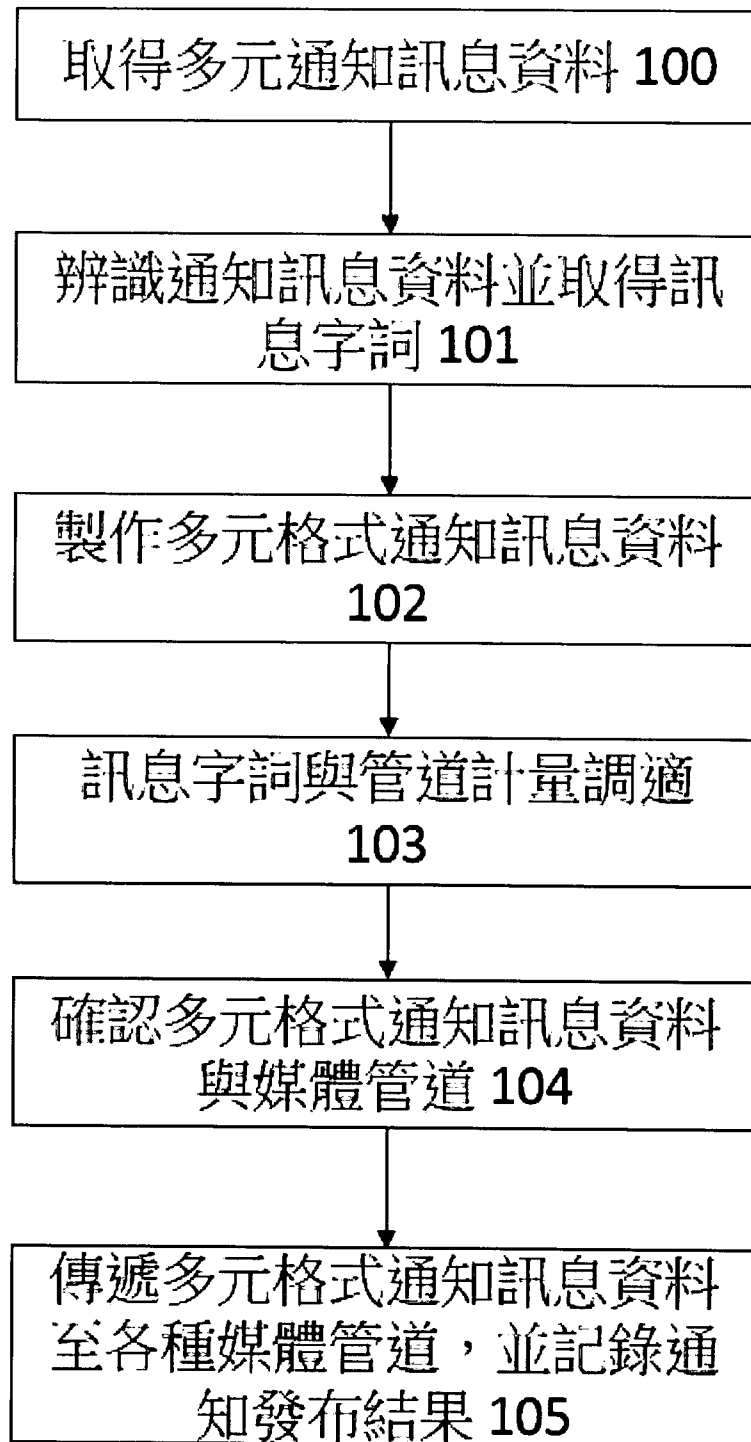 取得多元通知訊息資料 100
辨識通知訊息資料並取得訊
息字詞 101
製作多元格式通知訊息資料
102
訊息字詞與管道計量調適
103
確認多元格式通知訊息資料
與媒體管道 104
傳遞多元格式通知訊息資料
至各種媒體管道，並記錄通
知發布結果 105